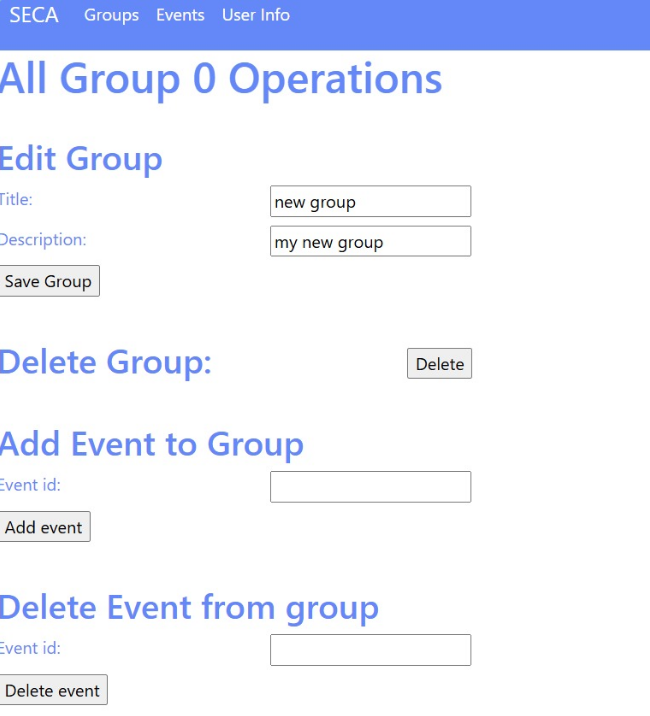 SECA Groups Events User Info
All Group 0 Operations
Edit Group
Title: new group
Description: my new group
Save Group
Delete Group: Delete
Add Event to Group
Event id:
Add event
Delete Event from group
Event id:
Delete event